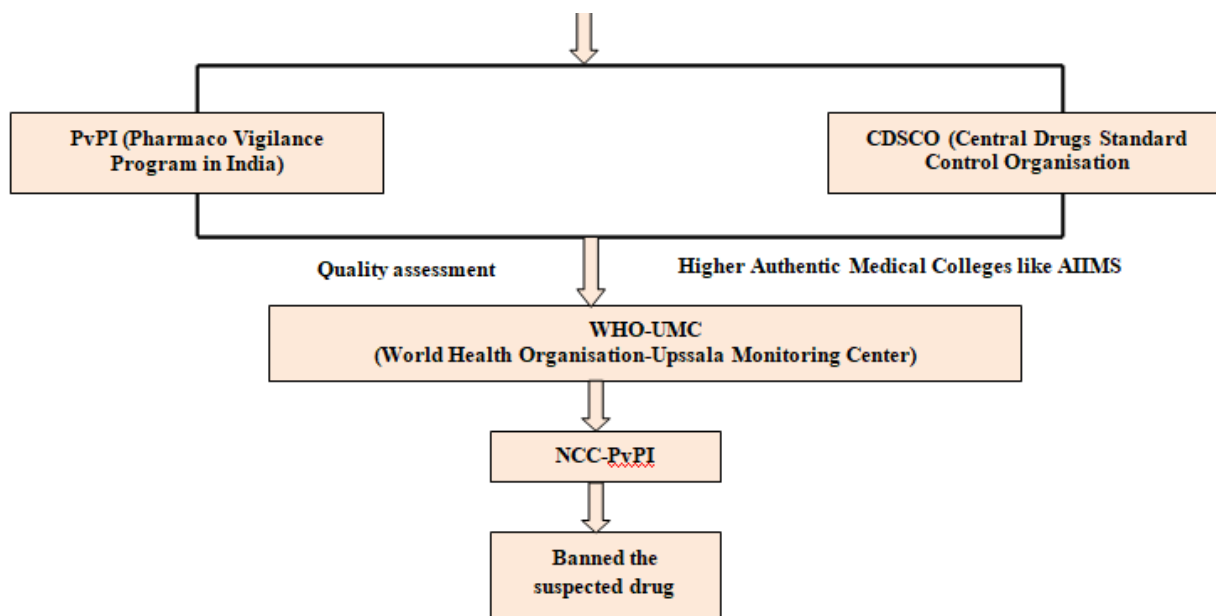 PvPI (Pharmaco Vigilance
Program in India)
CDSCO (Central Drugs Standard
Control Organisation
Quality assessment
Higher Authentic Medical Colleges like AIIMS
WHO-UMC
(World Health Organisation-Upssala Monitoring Center)
NCC-PvPI
Banned the
suspected drug